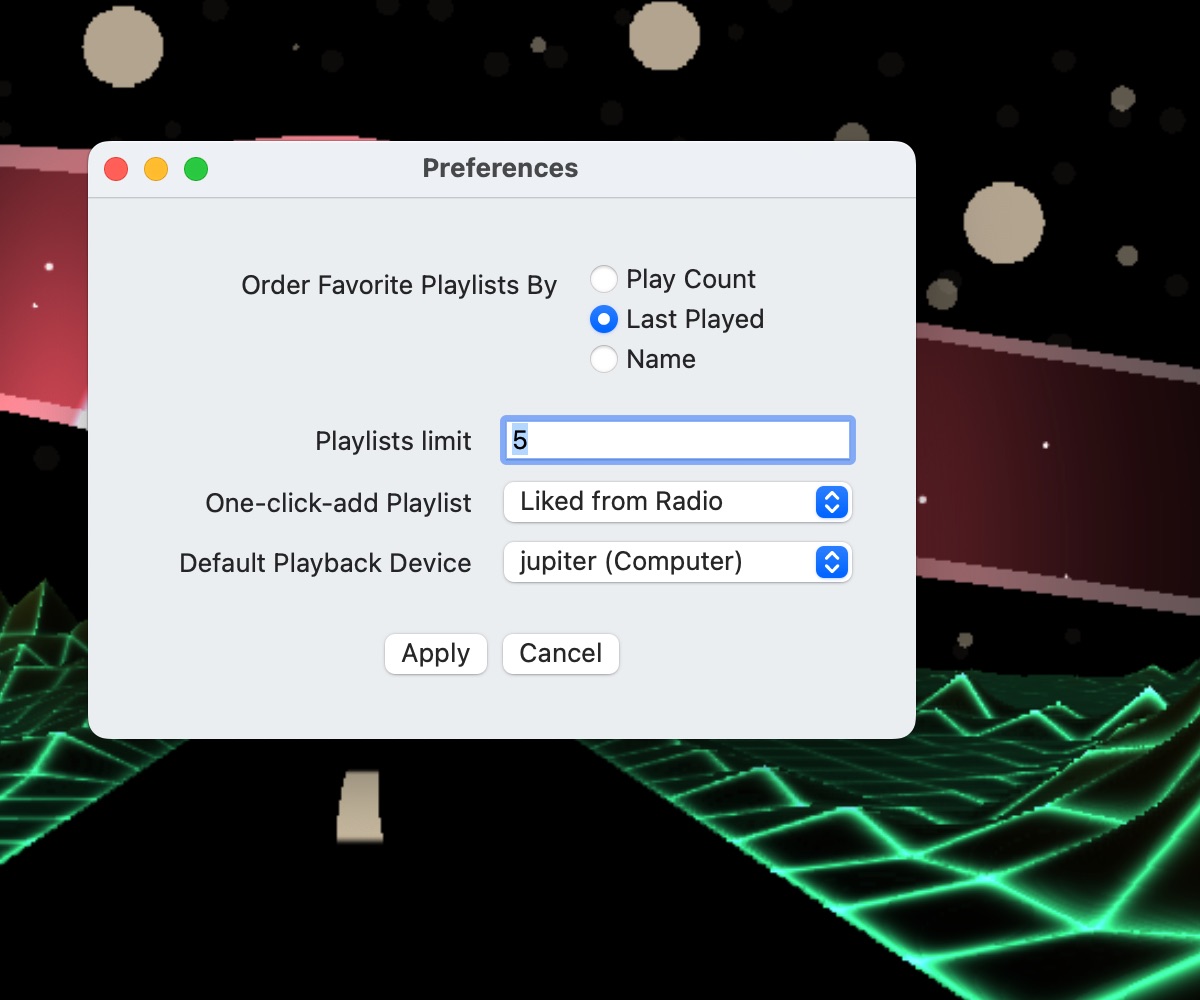 Preferences
Order Favorite Playlists By
Play Count
Last Played
Name
Playlists limit
5
One-click-add Playlist
Liked from Radio
Default Playback Device
jupiter (Computer)
Apply
Cancel